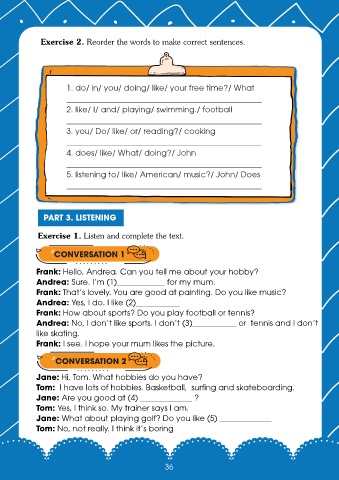 Exercise 2. Reorder the words to make correct sentences.
1. do/ in/ you/ doing/ like/ your free time?/ What
2. like/ I/ and/ playing/ swimming./ football
3. you/ Do/ like/ or/ reading?/ cooking
4. does/ like/ What/ doing?/ John
5. listening to/ like/ American/ music?/ John/ Does
PART 3. LISTENING
Exercise 1. Listen and complete the text.
CONVERSATION 1
Frank: Hello, Andrea. Can you tell me about your hobby?
Andrea: Sure. I'm (1)____________ for my mum.
Frank: That's lovely. You are good at painting. Do you like music?
Andrea: Yes, I do. I like (2)___________
Frank: How about sports? Do you play football or tennis?
Andrea: No, I don't like sports. I don't (3)___________ or tennis and I don't
like skating.
Frank: I see. I hope your mum likes the picture.
CONVERSATION 2
Jane: Hi, Tom. What hobbies do you have?
Tom: I have lots of hobbies. Basketball, surfing and skateboarding.
Jane: Are you good at (4) _____________ ?
Tom: Yes, I think so. My trainer says I am.
Jane: What about playing golf? Do you like (5) _____________
Tom: No, not really. I think it's boring
36